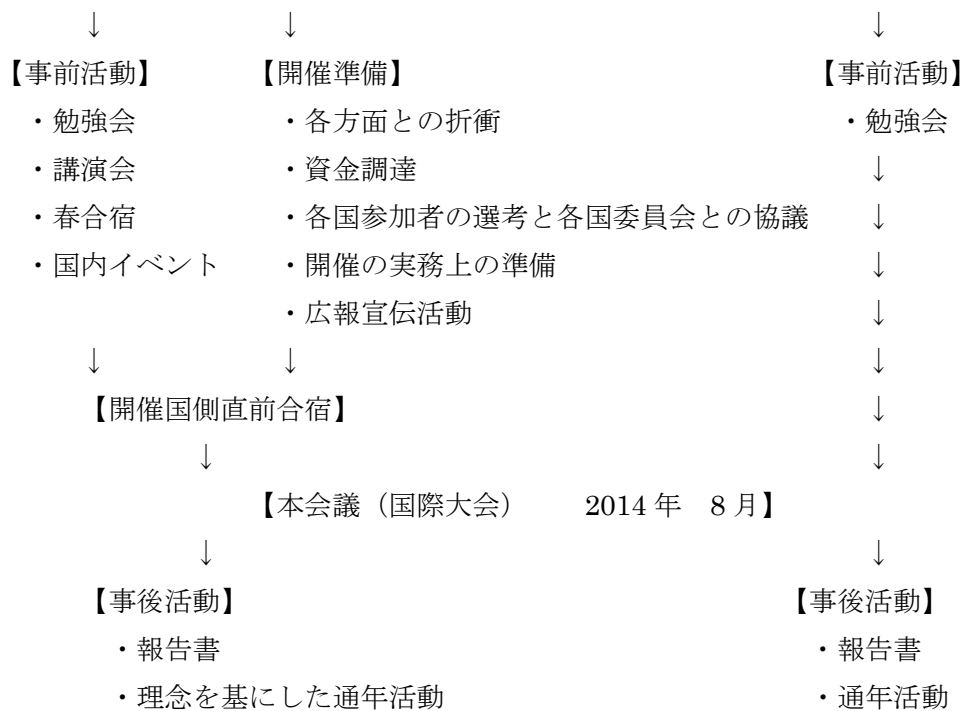 ↓ ↓ ↓
【事前活動】 【開催準備】 【事前活動】
・勉強会 ・各方面との折衝 ・勉強会
・講演会 ・資金調達 ↓
・春合宿 ・各国参加者の選考と各国委員会との協議 ↓
・国内イベント ・開催の実務上の準備 ↓
・広報宣伝活動 ↓
↓ ↓ ↓
【開催国側直前合宿】 ↓
↓ ↓
【本会議（国際大会） 2014年 8月】
↓ ↓
【事後活動】 【事後活動】
・報告書 ・報告書
・理念を基にした通年活動 ・通年活動